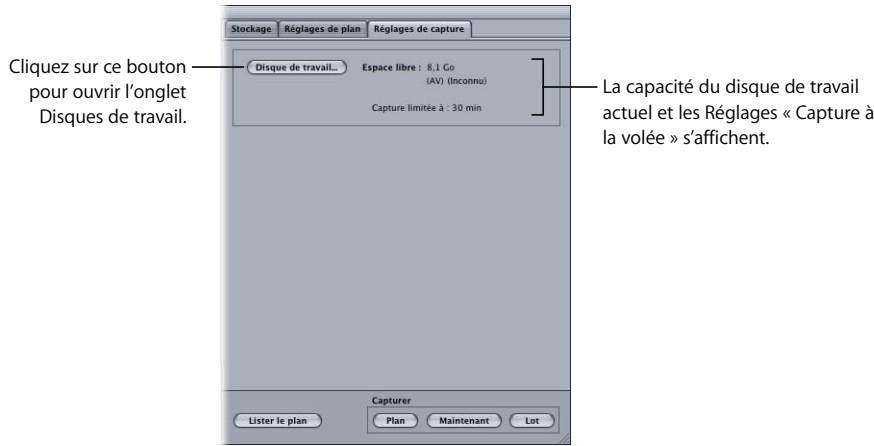 Stockage Réglages de plan Réglages de capture
Cliquez sur ce bouton
pour ouvrir l’onglet
Disques de travail.
Disque de travail...
Espace libre : 8,1 Go
(AV) (Inconnu)
Capture limitée à : 30 min
La capacité du disque de travail
actuel et les Réglages « Capture à
la volée » s’affichent.
Capturer
Lister le plan
Plan Maintenant Lot